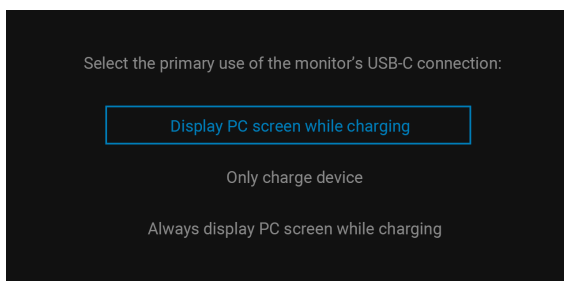 Select the primary use of the monitor’s USB-C connection:
Display PC screen while charging
Only charge device
Always display PC screen while charging